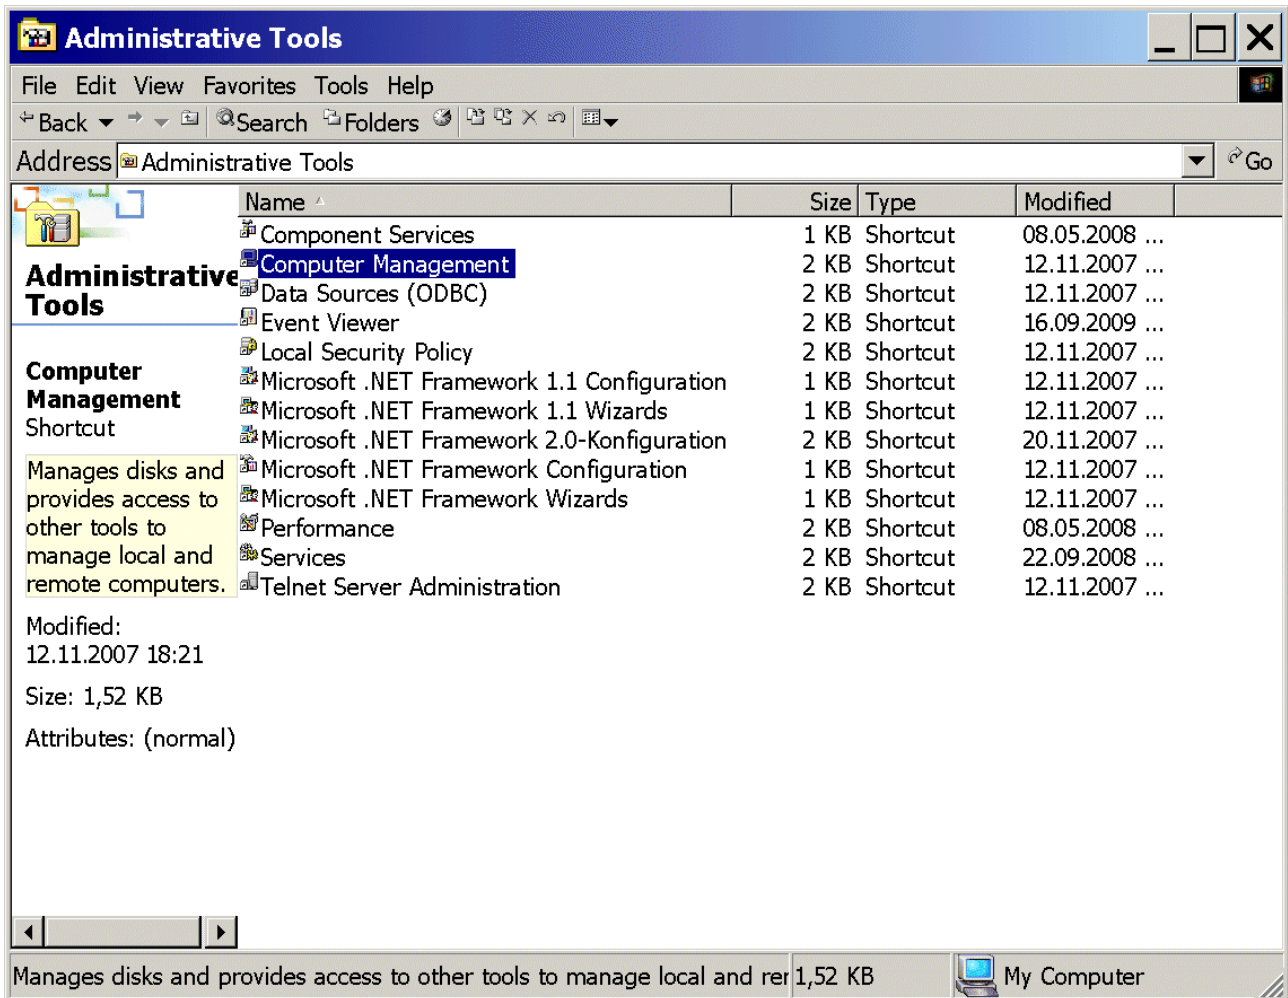 Administrative Tools
File Edit View Favorites Tools Help
Back Search Folders
Address Administrative Tools Go
Name Size Type Modified
Component Services 1 KB Shortcut 08.05.2008 ...
Computer Management 2 KB Shortcut 12.11.2007 ...
Data Sources (ODBC) 2 KB Shortcut 12.11.2007 ...
Event Viewer 2 KB Shortcut 16.09.2009 ...
Local Security Policy 2 KB Shortcut 12.11.2007 ...
Microsoft .NET Framework 1.1 Configuration 1 KB Shortcut 12.11.2007 ...
Microsoft .NET Framework 1.1 Wizards 1 KB Shortcut 12.11.2007 ...
Microsoft .NET Framework 2.0-Konfiguration 2 KB Shortcut 20.11.2007 ...
Microsoft .NET Framework Configuration 1 KB Shortcut 12.11.2007 ...
Microsoft .NET Framework Wizards 1 KB Shortcut 12.11.2007 ...
Performance 2 KB Shortcut 08.05.2008 ...
Services 2 KB Shortcut 22.09.2008 ...
Telnet Server Administration 2 KB Shortcut 12.11.2007 ...
Administrative
Tools
Computer
Management
Shortcut
Manages disks and
provides access to
other tools to
manage local and
remote computers.
Modified:
12.11.2007 18:21
Size: 1,52 KB
Attributes: (normal)
Manages disks and provides access to other tools to manage local and rer 1,52 KB My Computer